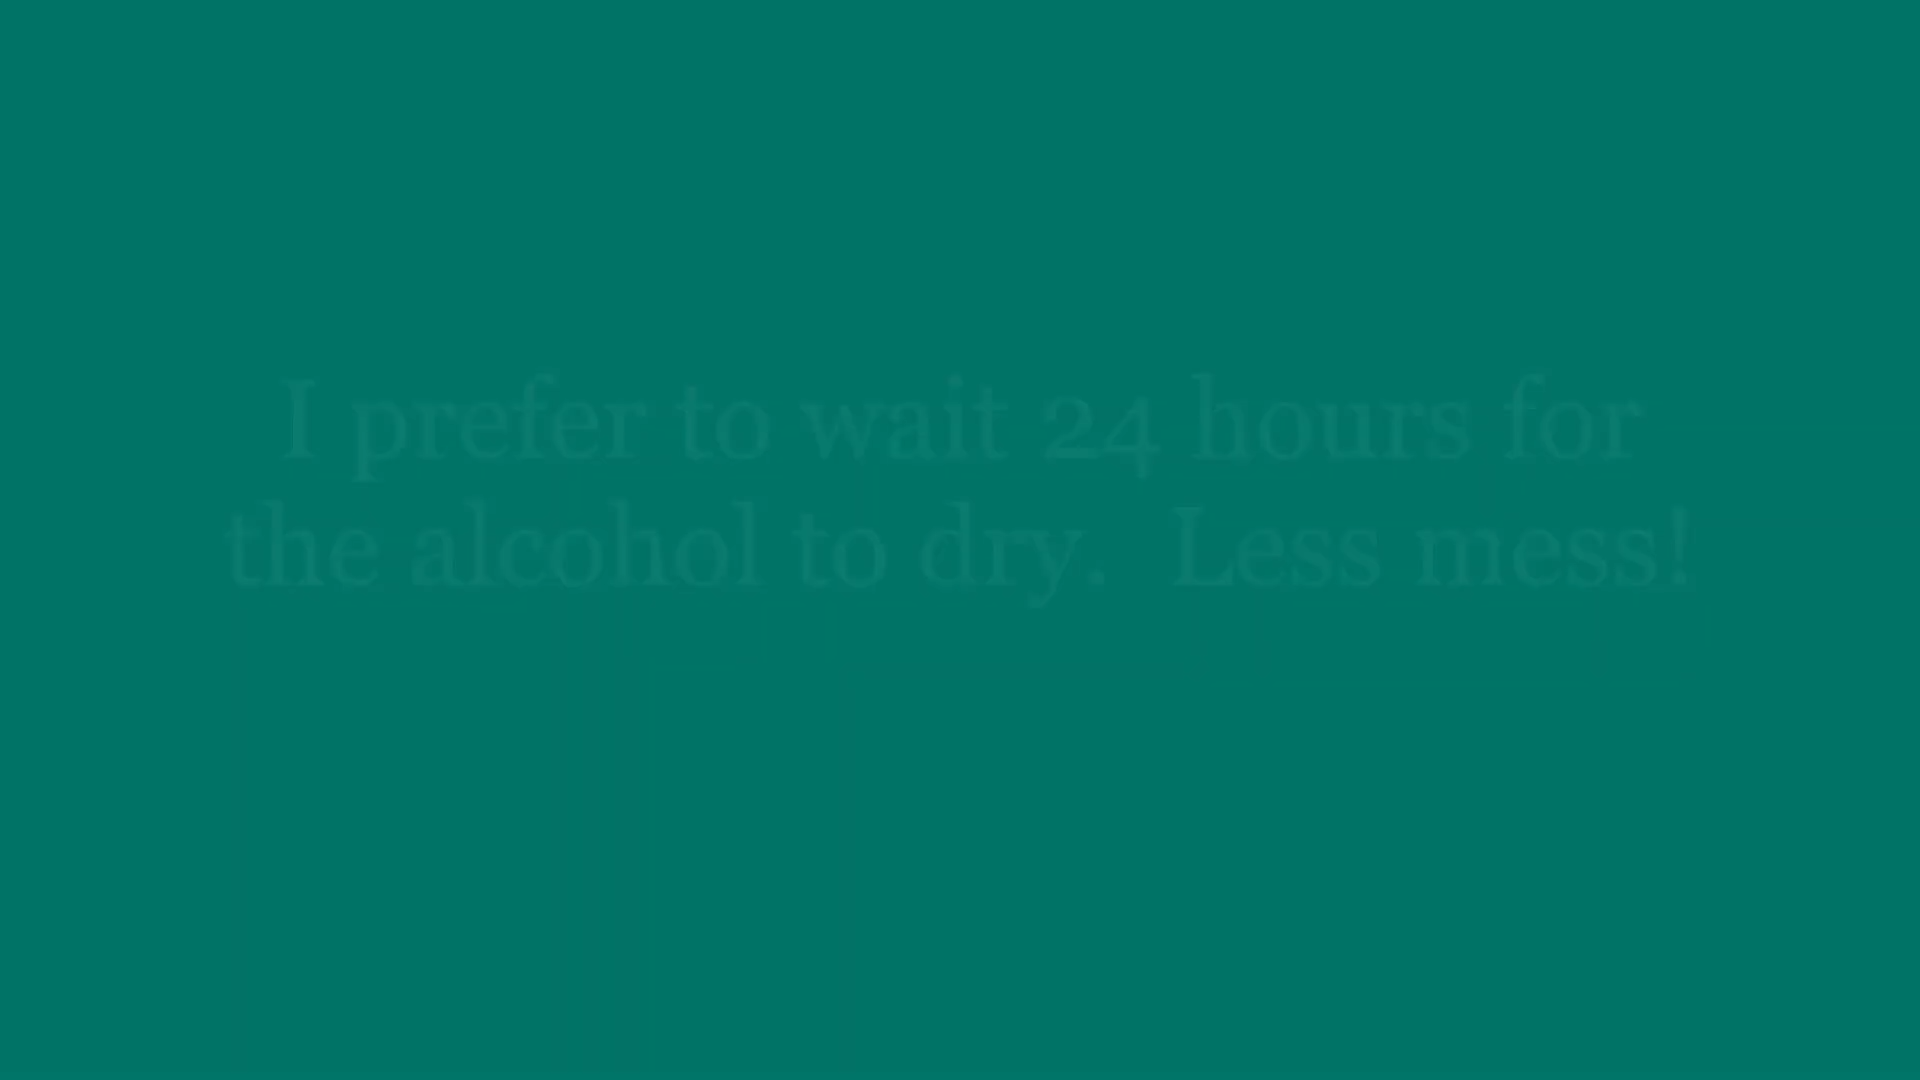 I prefer to wait 24 hours for
the alcohol to dry.  Less mess!